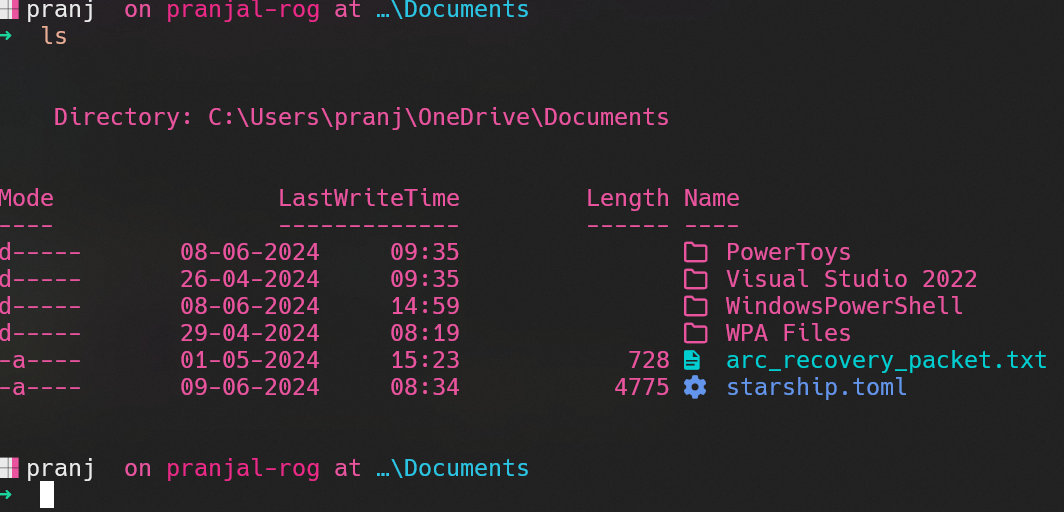 pranj on pranjal-rog at …\Documents
→ ls
Directory: C:\Users\pranj\OneDrive\Documents
Mode LastWriteTime Length Name
---- ------------- ------ ----
d----- 08-06-2024 09:35 PowerToys
d----- 26-04-2024 09:35 Visual Studio 2022
d----- 08-06-2024 14:59 WindowsPowerShell
d----- 29-04-2024 08:19 WPA Files
-a---- 01-05-2024 15:23 728 arc_recovery_packet.txt
-a---- 09-06-2024 08:34 4775 starship.toml
pranj on pranjal-rog at …\Documents
→